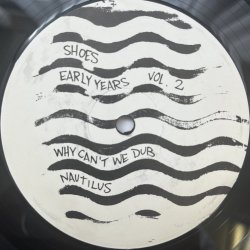 SHOES
EARLY YEARS VOL 2
WHY CAN'T WE DUB
NAUTILUS